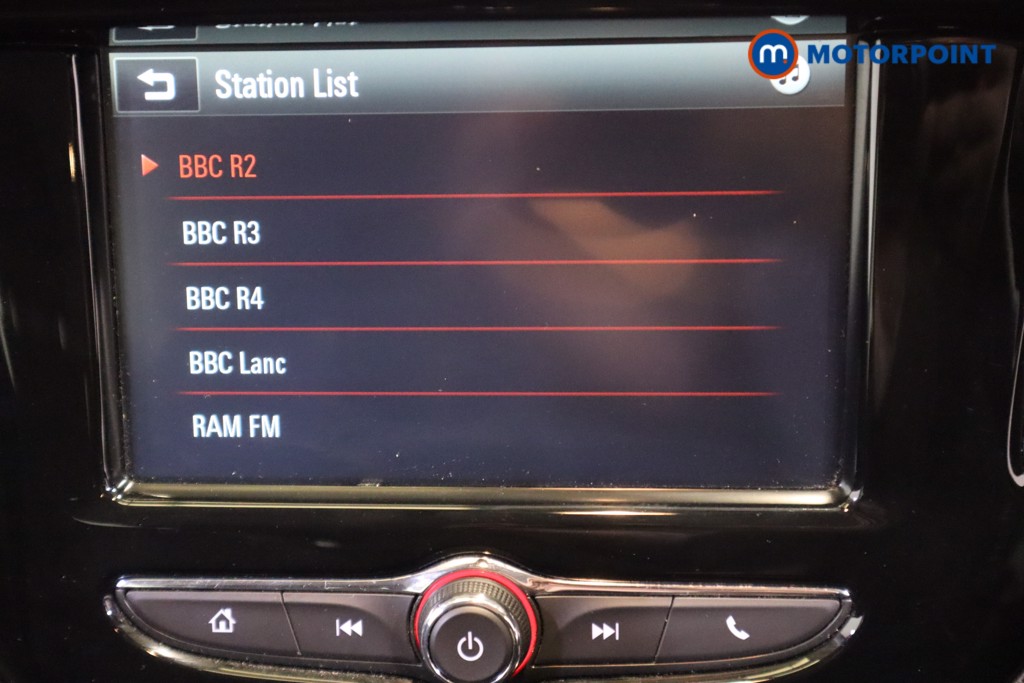 Station List
m MOTORPOINT
BBC R2
BBC R3
BBC R4
BBC Lanc
RAM FM